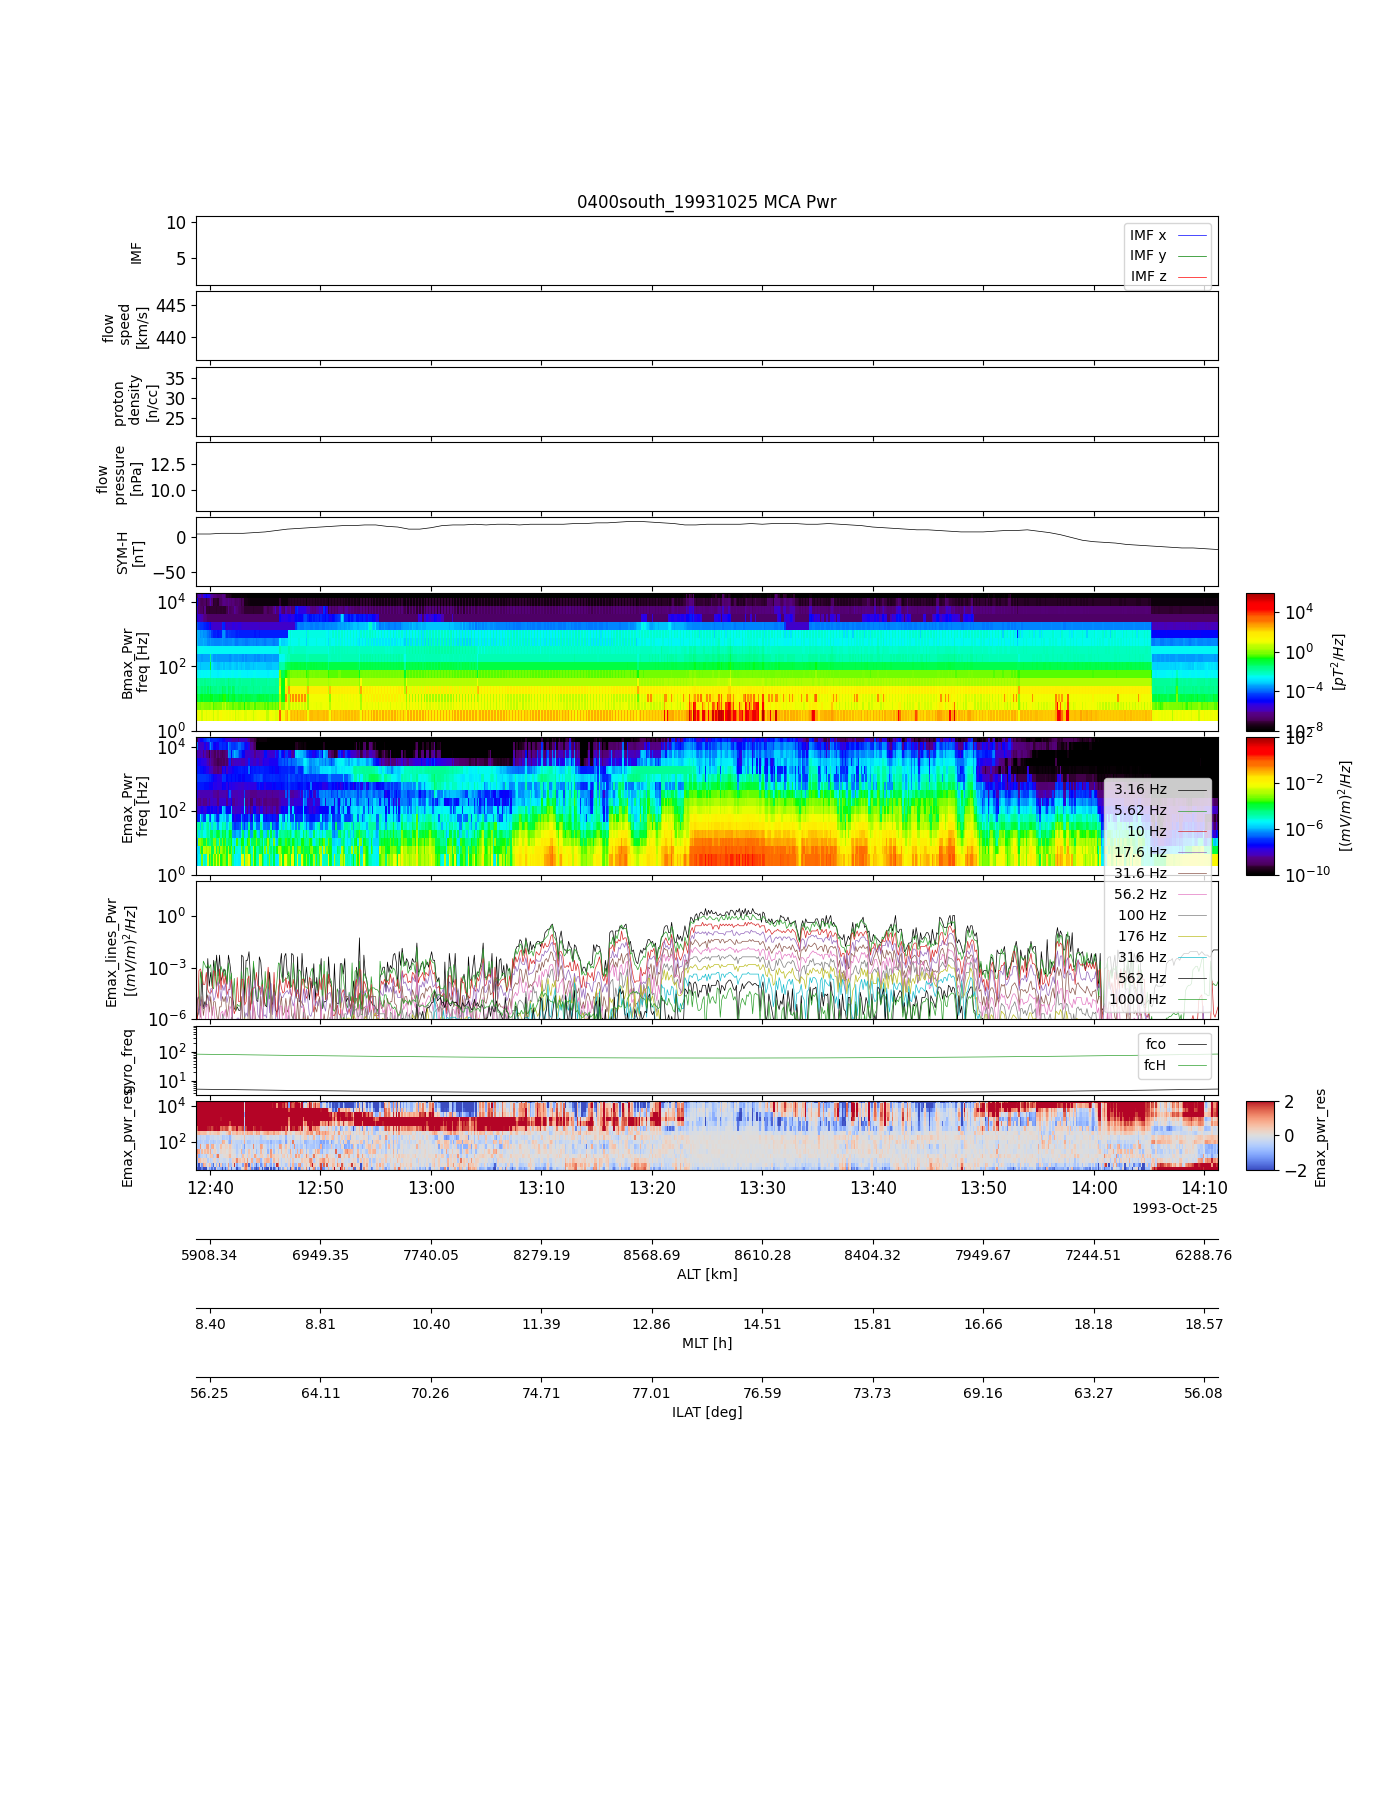 0400south_19931025 MCA Pwr
10
5
IMF
IMF x
IMF y
IMF z
445
440
flow
speed
[km/s]
35
30
25
proton
density
[n/cc]
12.5
10.0
flow
pressure
[nPa]
0
−50
SYM-H
[nT]
10^4
10^2
10^0
Bmax_Pwr
freq [Hz]
10^4
10^0
10^−4
10^−8
[pT^2/Hz]
10^4
10^2
10^0
Emax_Pwr
freq [Hz]
10^2
10^−2
10^−6
10^−10
[(mV/m)^2/Hz]
3.16 Hz
5.62 Hz
10 Hz
17.6 Hz
31.6 Hz
56.2 Hz
100 Hz
176 Hz
316 Hz
562 Hz
1000 Hz
10^0
10^−3
10^−6
Emax_lines_Pwr
[(mV/m)^2/Hz]
10^2
10^1
gyro_freq
fco
fcH
10^4
10^2
Emax_pwr_res
2
0
−2
Emax_pwr_res
12:40 12:50 13:00 13:10 13:20 13:30 13:40 13:50 14:00 14:10
1993-Oct-25
5908.34 6949.35 7740.05 8279.19 8568.69 8610.28 8404.32 7949.67 7244.51 6288.76
ALT [km]
8.40 8.81 10.40 11.39 12.86 14.51 15.81 16.66 18.18 18.57
MLT [h]
56.25 64.11 70.26 74.71 77.01 76.59 73.73 69.16 63.27 56.08
ILAT [deg]